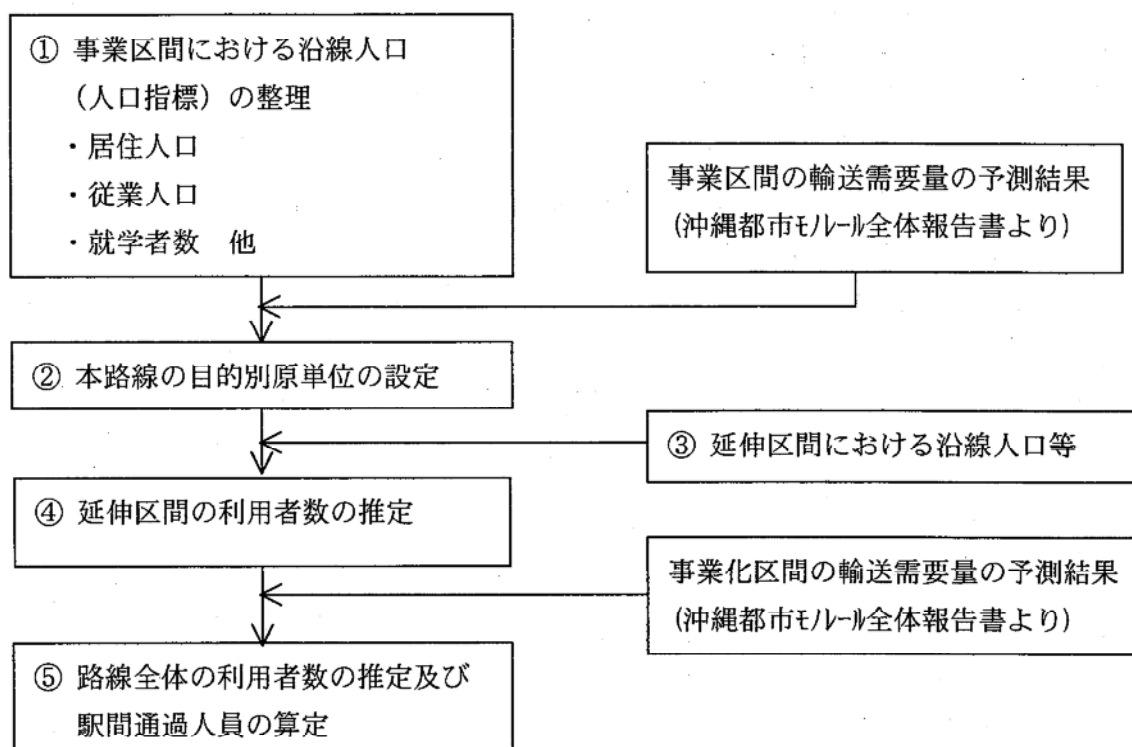 ① 事業区間における沿線人口
(人口指標)の整理
・居住人口
・従業人口
・就学者数 他
事業区間の輸送需要量の予測結果
(沖縄都市ﾓﾉﾚｰﾙ全体報告書より)
② 本路線の目的別原単位の設定
③ 延伸区間における沿線人口等
④ 延伸区間の利用者数の推定
事業化区間の輸送需要量の予測結果
(沖縄都市ﾓﾉﾚｰﾙ全体報告書より)
⑤ 路線全体の利用者数の推定及び
駅間通過人員の算定